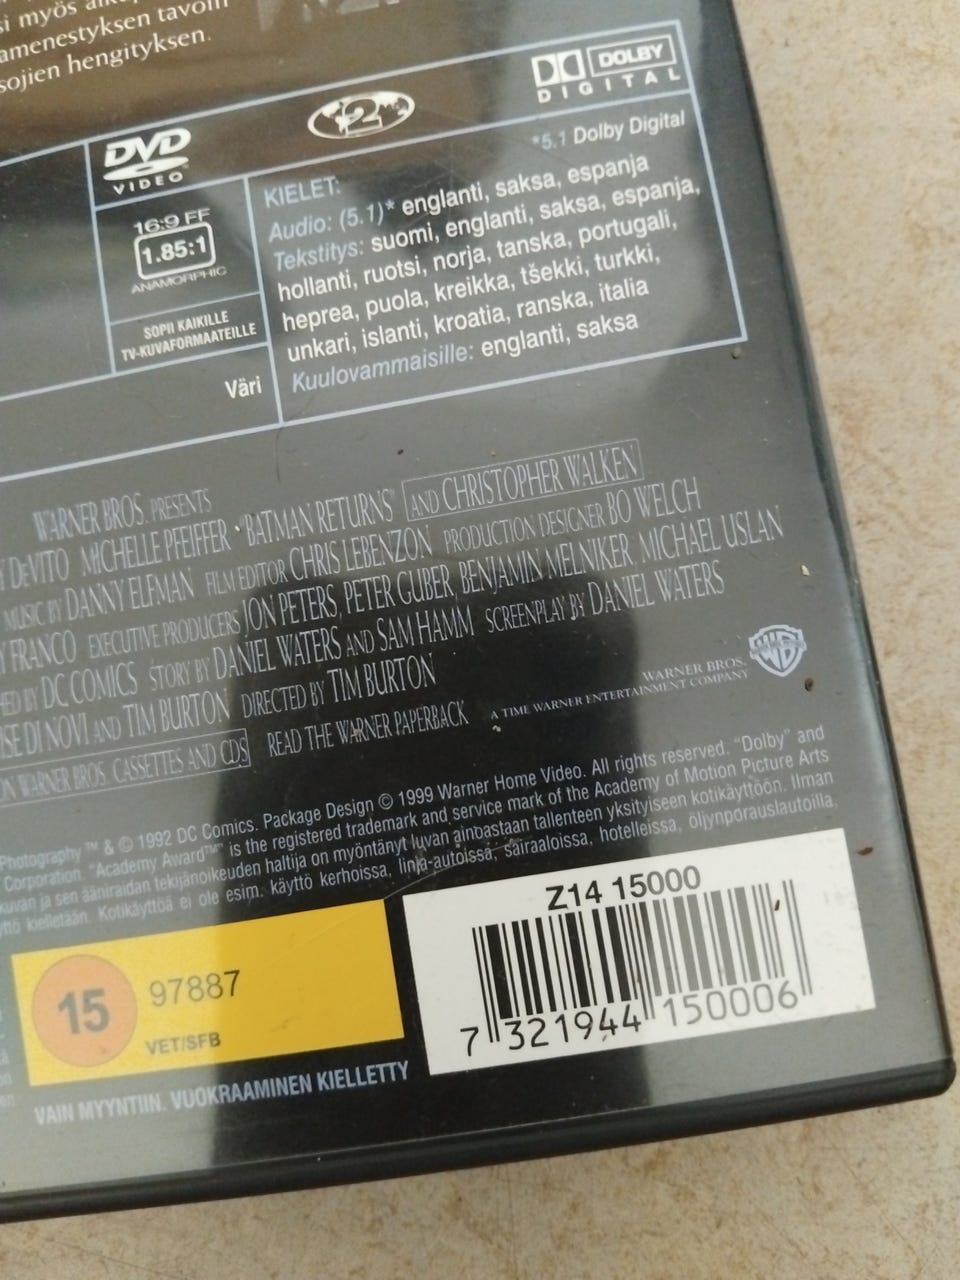 si myös
amenestyksen tavoin
sojien hengityksen.
DVD
VIDEO
2
DOLBY
DIGITAL
*5.1 Dolby Digital
16:9 FF
1.85:1
ANAMORPHIC
SOPII KAIKILLE
TV-KUVAFORMAATEILLE
Väri
KIELET:
Audio: (5.1)* englanti, saksa, espanja
Tekstitys: suomi, englanti, saksa, espanja,
hollanti, ruotsi, norja, tanska, portugali,
heprea, puola, kreikka, tšekki, turkki,
unkari, islanti, kroatia, ranska, italia
Kuulovammaisille: englanti, saksa
WARNER BROS. PRESENTS
Y DeVITO MICHELLE PFEIFFER "BATMAN RETURNS" AND CHRISTOPHER WALKEN
MUSIC BY DANNY ELFMAN FILM EDITOR CHRIS LEBENZON PRODUCTION DESIGNER BO WELCH
Y FRANCO EXECUTIVE PRODUCERS JON PETERS, PETER GUBER, BENJAMIN MELNIKER, MICHAEL USLAN
HED BY DC COMICS STORY BY DANIEL WATERS AND SAM HAMM SCREENPLAY BY DANIEL WATERS
ISE DI NOVI AND TIM BURTON DIRECTED BY TIM BURTON
ON WARNER BROS. CASSETTES AND CDS READ THE WARNER PAPERBACK
WARNER BROS.
A TIME WARNER ENTERTAINMENT COMPANY
WB
Photography ™ & © 1992 DC Comics. Package Design © 1999 Warner Home Video. All rights reserved. "Dolby" and
Corporation. "Academy Award™" is the registered trademark and service mark of the Academy of Motion Picture Arts
kuvan ja sen ääniraidan tekijänoikeuden haltija on myöntänyt luvan ainoastaan tallenteen yksityiseen kotikäyttöön. Ilman
yttö kielletään. Kotikäyttöä ei ole esim. käyttö kerhoissa, linja-autoissa, sairaaloissa, hotelleissa, öljynporauslautoilla,
15
97887
VET/SFB
Z14 15000
7 321944 150006
VAIN MYYNTIIN. VUOKRAAMINEN KIELLETTY